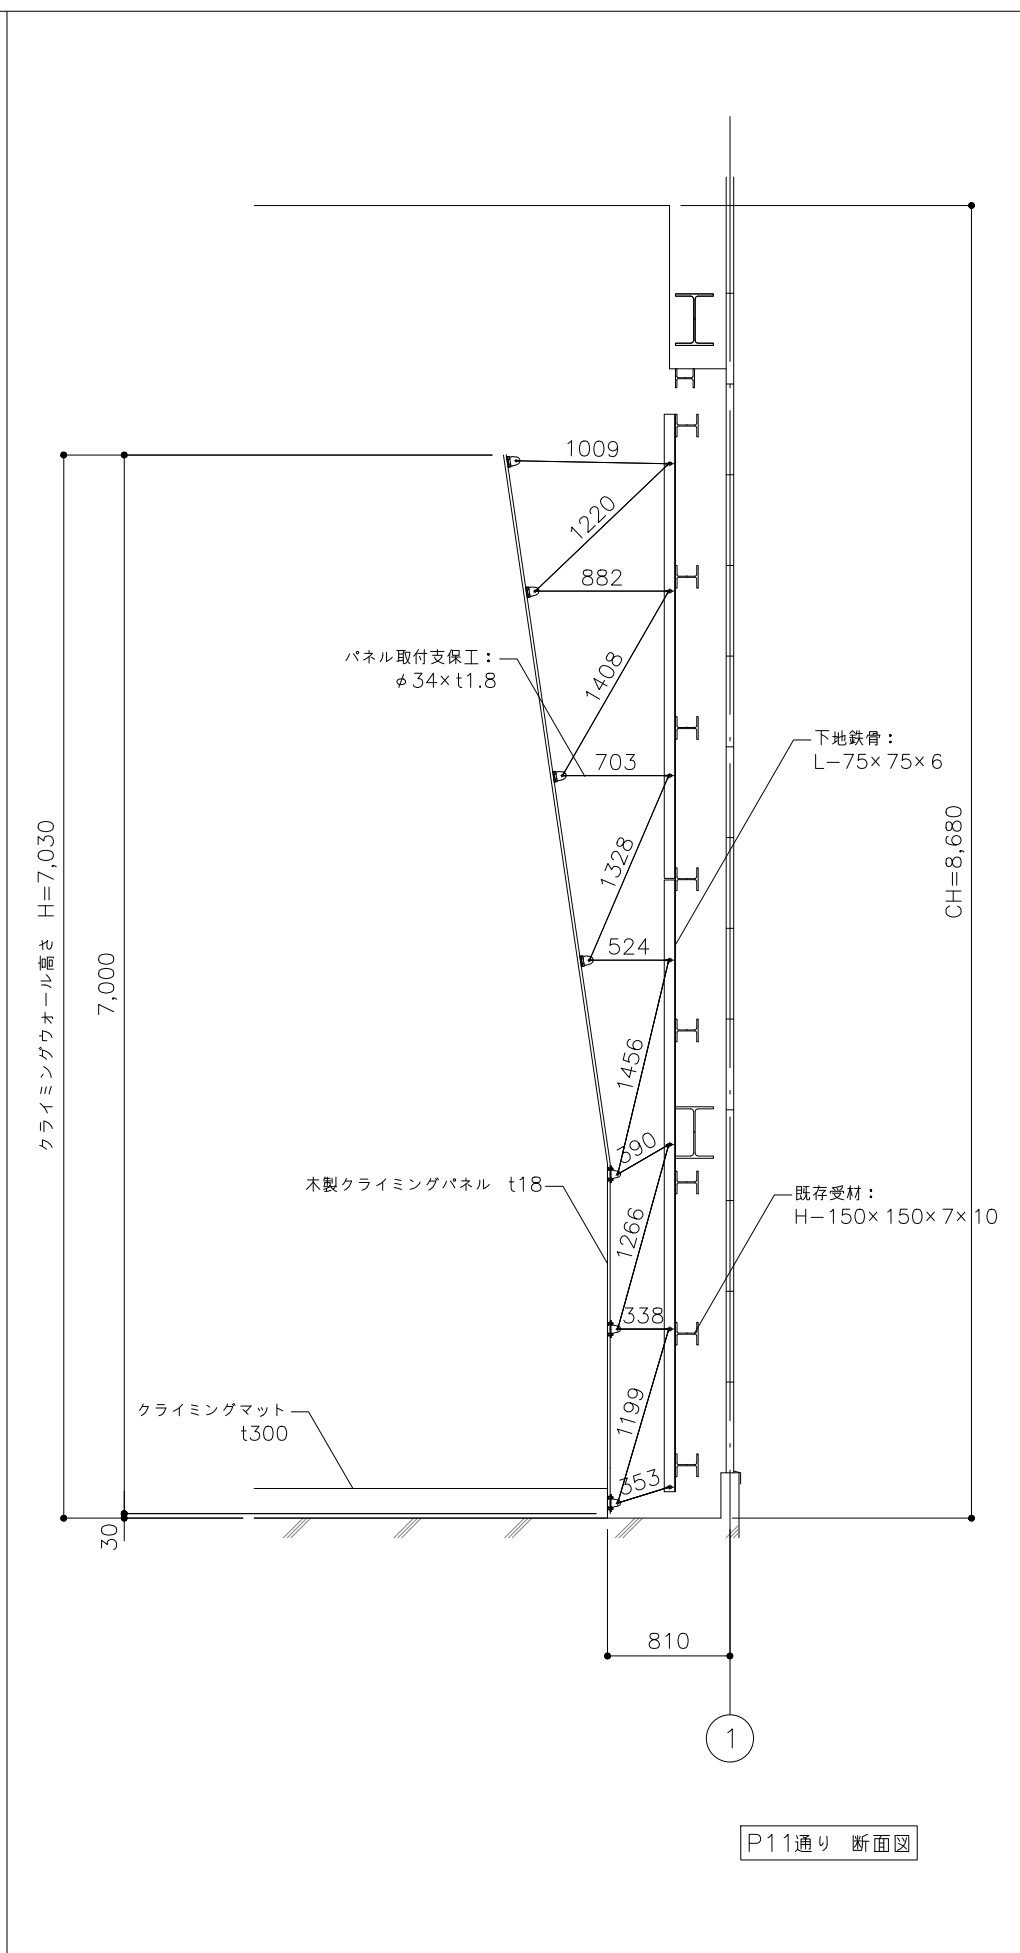 1009
1220
882
パネル取付支保工：
φ34×t1.8
1408
703
下地鉄骨：
L−75×75×6
クライミングウォール高さ H=7,030
7,000
CH=8,680
1328
524
1456
390
木製クライミングパネル t18
既存受材：
H−150×150×7×10
1266
338
クライミングマット
t300
1199
353
30
810
1
P11通り 断面図